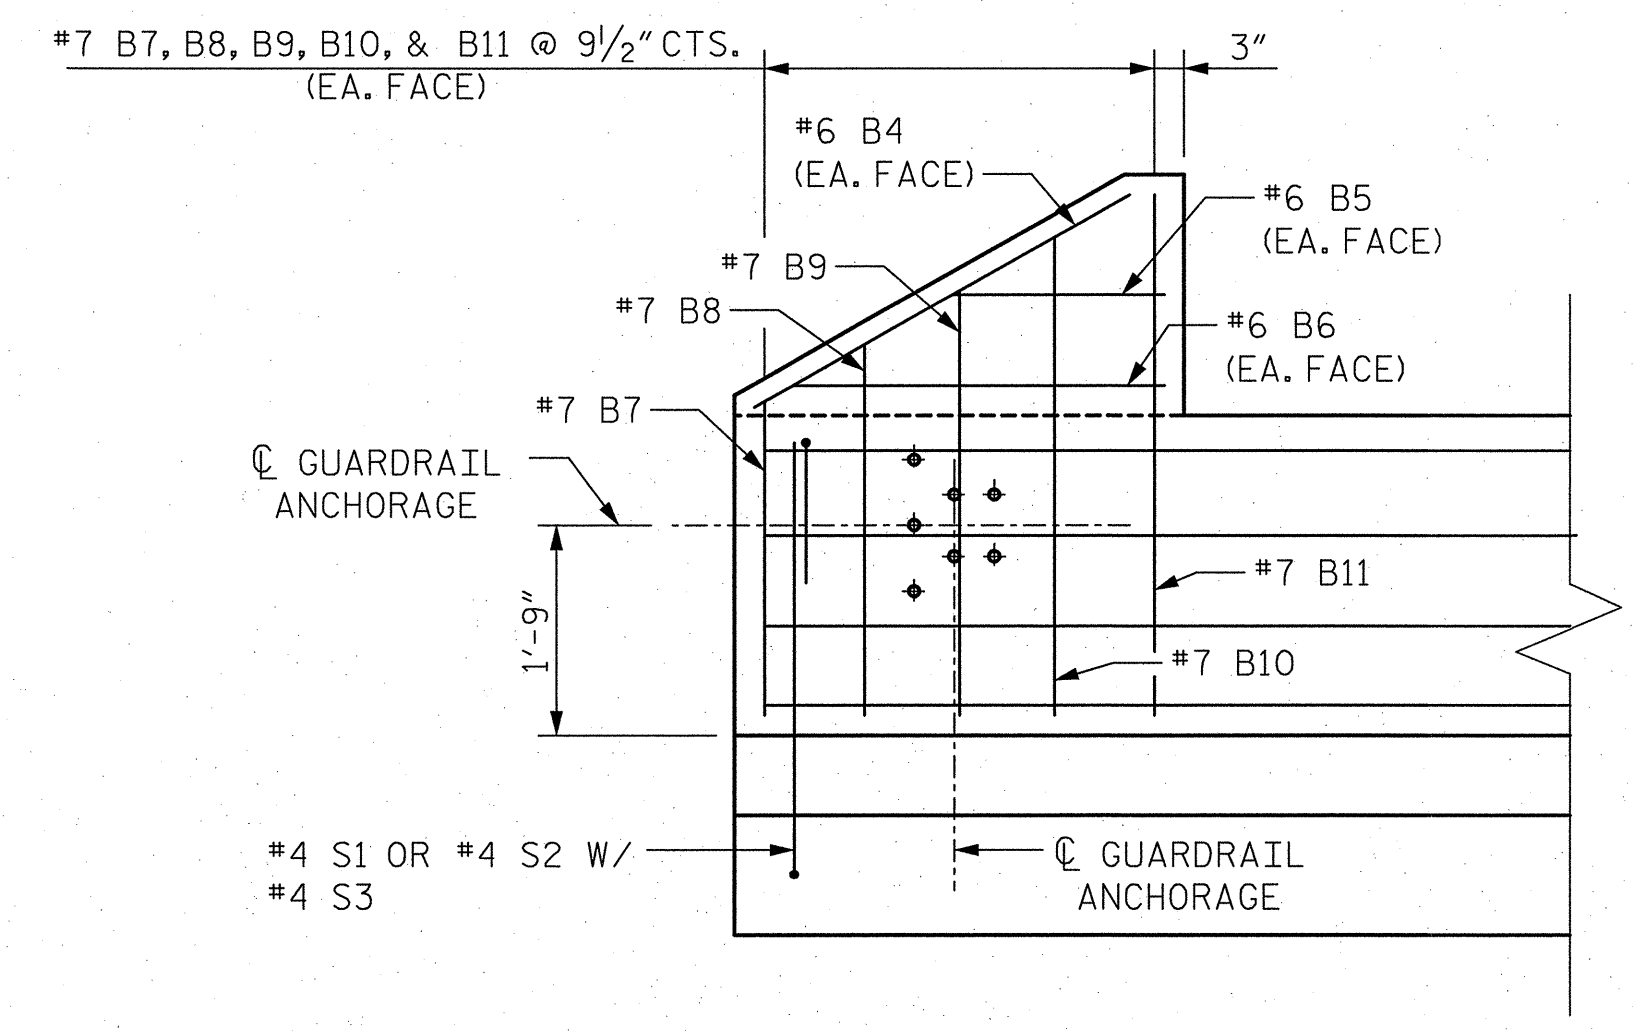 #7 B7, B8, B9, B10, & B11 @ 9 1/2" CTS.
(EA. FACE)
3"
#6 B4
(EA. FACE)
#6 B5
(EA. FACE)
#7 B9
#7 B8
#6 B6
(EA. FACE)
#7 B7
℄ GUARDRAIL
ANCHORAGE
1'-9"
#7 B11
#7 B10
#4 S1 OR #4 S2 W/
#4 S3
℄ GUARDRAIL
ANCHORAGE